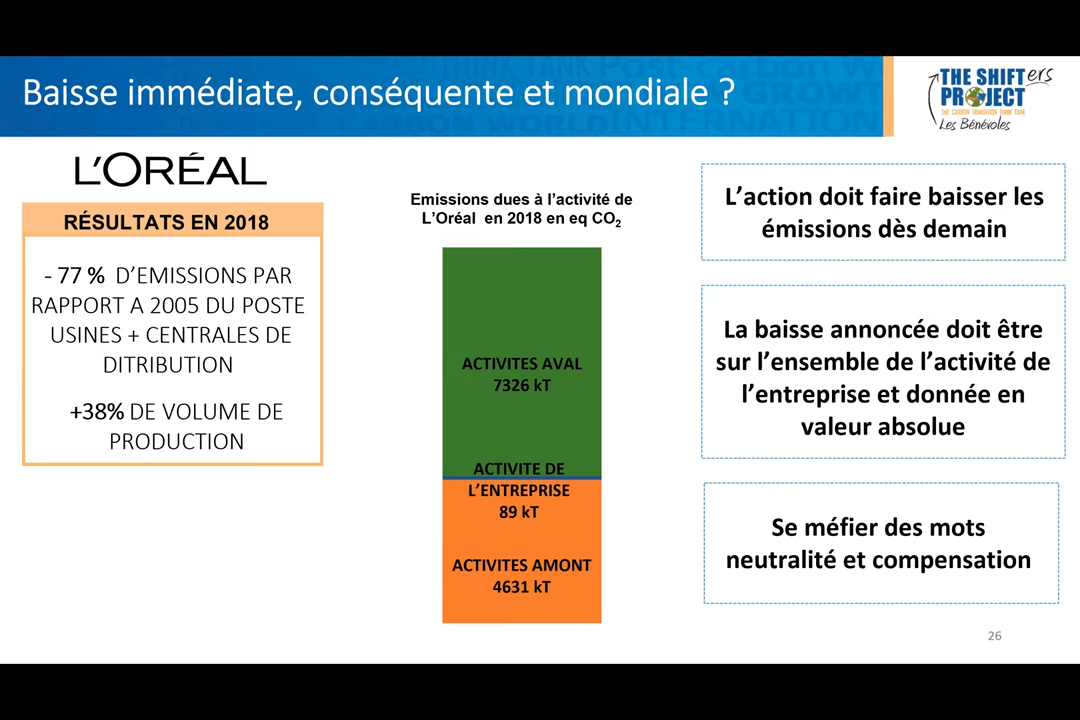 Baisse immédiate, conséquente et mondiale ?
THE SHIFTers
PROJECT
THE CARBON TRANSITION THINK TANK
Les Bénévoles
L'ORÉAL
RÉSULTATS EN 2018
- 77 % D'EMISSIONS PAR
RAPPORT A 2005 DU POSTE
USINES + CENTRALES DE
DITRIBUTION
+38% DE VOLUME DE
PRODUCTION
Emissions dues à l'activité de
L'Oréal en 2018 en eq CO₂
ACTIVITES AVAL
7326 kT
ACTIVITE DE
L'ENTREPRISE
89 kT
ACTIVITES AMONT
4631 kT
L'action doit faire baisser les
émissions dès demain
La baisse annoncée doit être
sur l'ensemble de l'activité de
l'entreprise et donnée en
valeur absolue
Se méfier des mots
neutralité et compensation
26